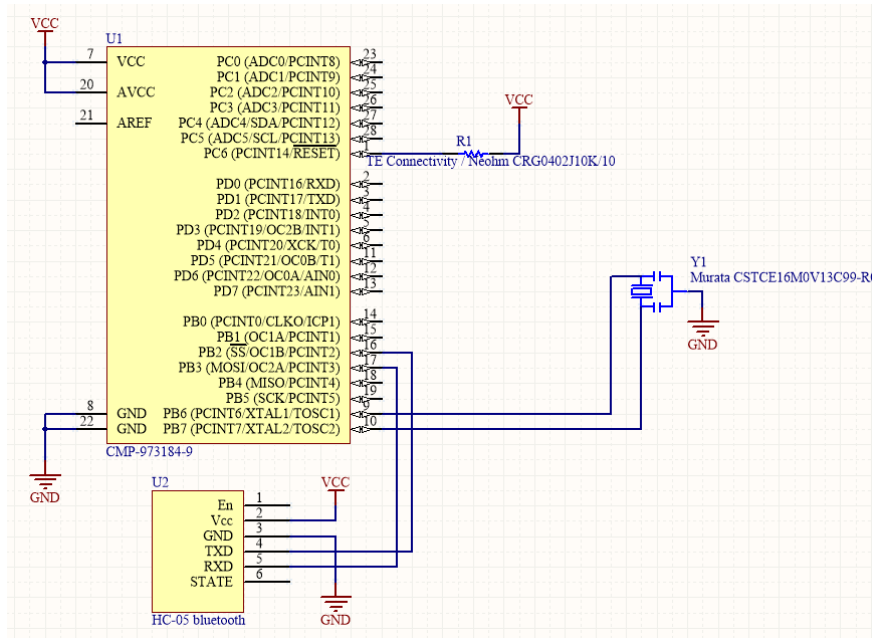 VCC
U1
7 VCC PC0 (ADC0/PCINT8) 23
PC1 (ADC1/PCINT9) 24
20 AVCC PC2 (ADC2/PCINT10) 25
PC3 (ADC3/PCINT11) 26
21 AREF PC4 (ADC4/SDA/PCINT12) 27
PC5 (ADC5/SCL/PCINT13) 28
PC6 (PCINT14/RESET) 1
R1
VCC
TE Connectivity / Neohm CRG0402J10K/10
PD0 (PCINT16/RXD) 2
PD1 (PCINT17/TXD) 3
PD2 (PCINT18/INT0) 4
PD3 (PCINT19/OC2B/INT1) 5
PD4 (PCINT20/XCK/T0) 6
PD5 (PCINT21/OC0B/T1) 11
PD6 (PCINT22/OC0A/AIN0) 12
PD7 (PCINT23/AIN1) 13
Y1
Murata CSTCE16M0V13C99-R0
GND
PB0 (PCINT0/CLKO/ICP1) 14
PB1 (OC1A/PCINT1) 15
PB2 (SS/OC1B/PCINT2) 16
PB3 (MOSI/OC2A/PCINT3) 17
PB4 (MISO/PCINT4) 18
PB5 (SCK/PCINT5) 19
8 GND PB6 (PCINT6/XTAL1/TOSC1) 9
22 GND PB7 (PCINT7/XTAL2/TOSC2) 10
CMP-973184-9
GND
U2
VCC
En 1
Vcc 2
GND 3
TXD 4
RXD 5
STATE 6
HC-05 bluetooth
GND